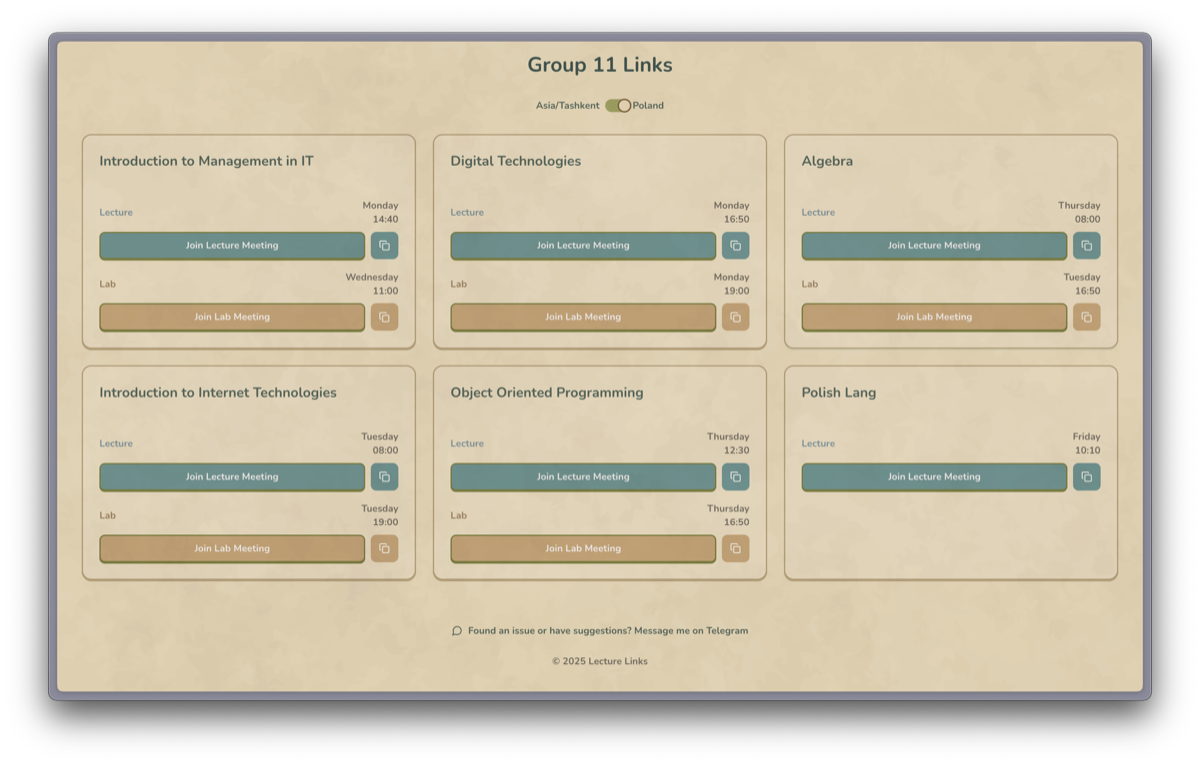 Group 11 Links
Asia/Tashkent Poland
Introduction to Management in IT
Lecture
Monday
14:40
Join Lecture Meeting
Lab
Wednesday
11:00
Join Lab Meeting
Digital Technologies
Lecture
Monday
16:50
Join Lecture Meeting
Lab
Monday
19:00
Join Lab Meeting
Algebra
Lecture
Thursday
08:00
Join Lecture Meeting
Lab
Tuesday
16:50
Join Lab Meeting
Introduction to Internet Technologies
Lecture
Tuesday
08:00
Join Lecture Meeting
Lab
Tuesday
19:00
Join Lab Meeting
Object Oriented Programming
Lecture
Thursday
12:30
Join Lecture Meeting
Lab
Thursday
16:50
Join Lab Meeting
Polish Lang
Lecture
Friday
10:10
Join Lecture Meeting
Found an issue or have suggestions? Message me on Telegram
© 2025 Lecture Links